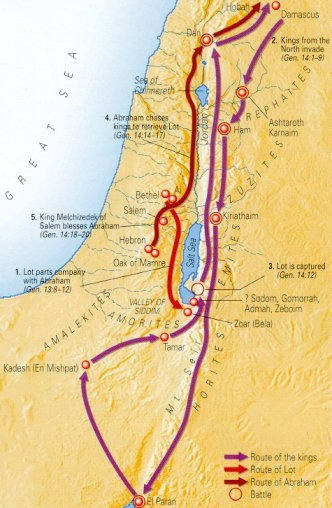 Hobah
Damascus
Dan
2. Kings from the
North invade
(Gen. 14:1–9)
Sea of
Chinnereth
REPHAITES
Ashtaroth
Karnaim
GREAT SEA
4. Abraham chases
kings to retrieve Lot
(Gen. 14:14–17)
Jordan
Ham
ZUZITES
Bethel
5. King Melchizedek of
Salem blesses Abraham
(Gen. 14:18–20)
Salem
Kiriathaim
Hebron
Oak of Mamre
Salt Sea
EMITES
1. Lot parts company
with Abraham
(Gen. 13:8–12)
3. Lot is captured
(Gen. 14:12)
VALLEY OF
SIDDIM
? Sodom, Gomorrah,
Admah, Zeboim
AMALEKITES
AMORITES
Zoar (Bela)
Tamar
Kadesh (En Mishpat)
Mt. Seir
HORITES
El Paran
Route of the kings
Route of Lot
Route of Abraham
Battle